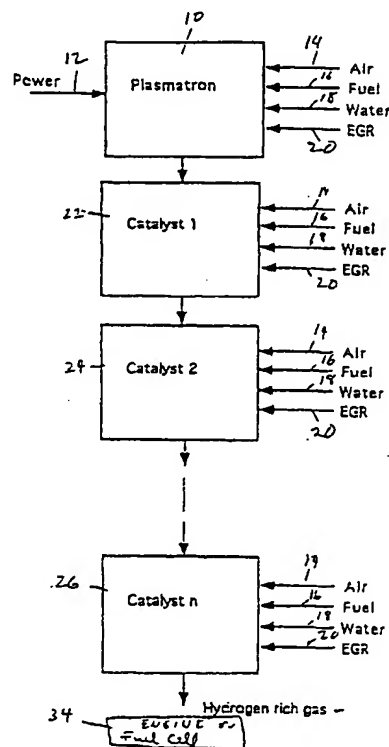 10
12
Power
Plasmatron
14
Air
16
Fuel
18
Water
EGR
20
22
Catalyst 1
14
Air
16
Fuel
18
Water
EGR
20
24
Catalyst 2
14
Air
16
Fuel
18
Water
EGR
20
26
Catalyst n
14
Air
16
Fuel
18
Water
20
EGR
Hydrogen rich gas
34
ENGINE or
Fuel Cell